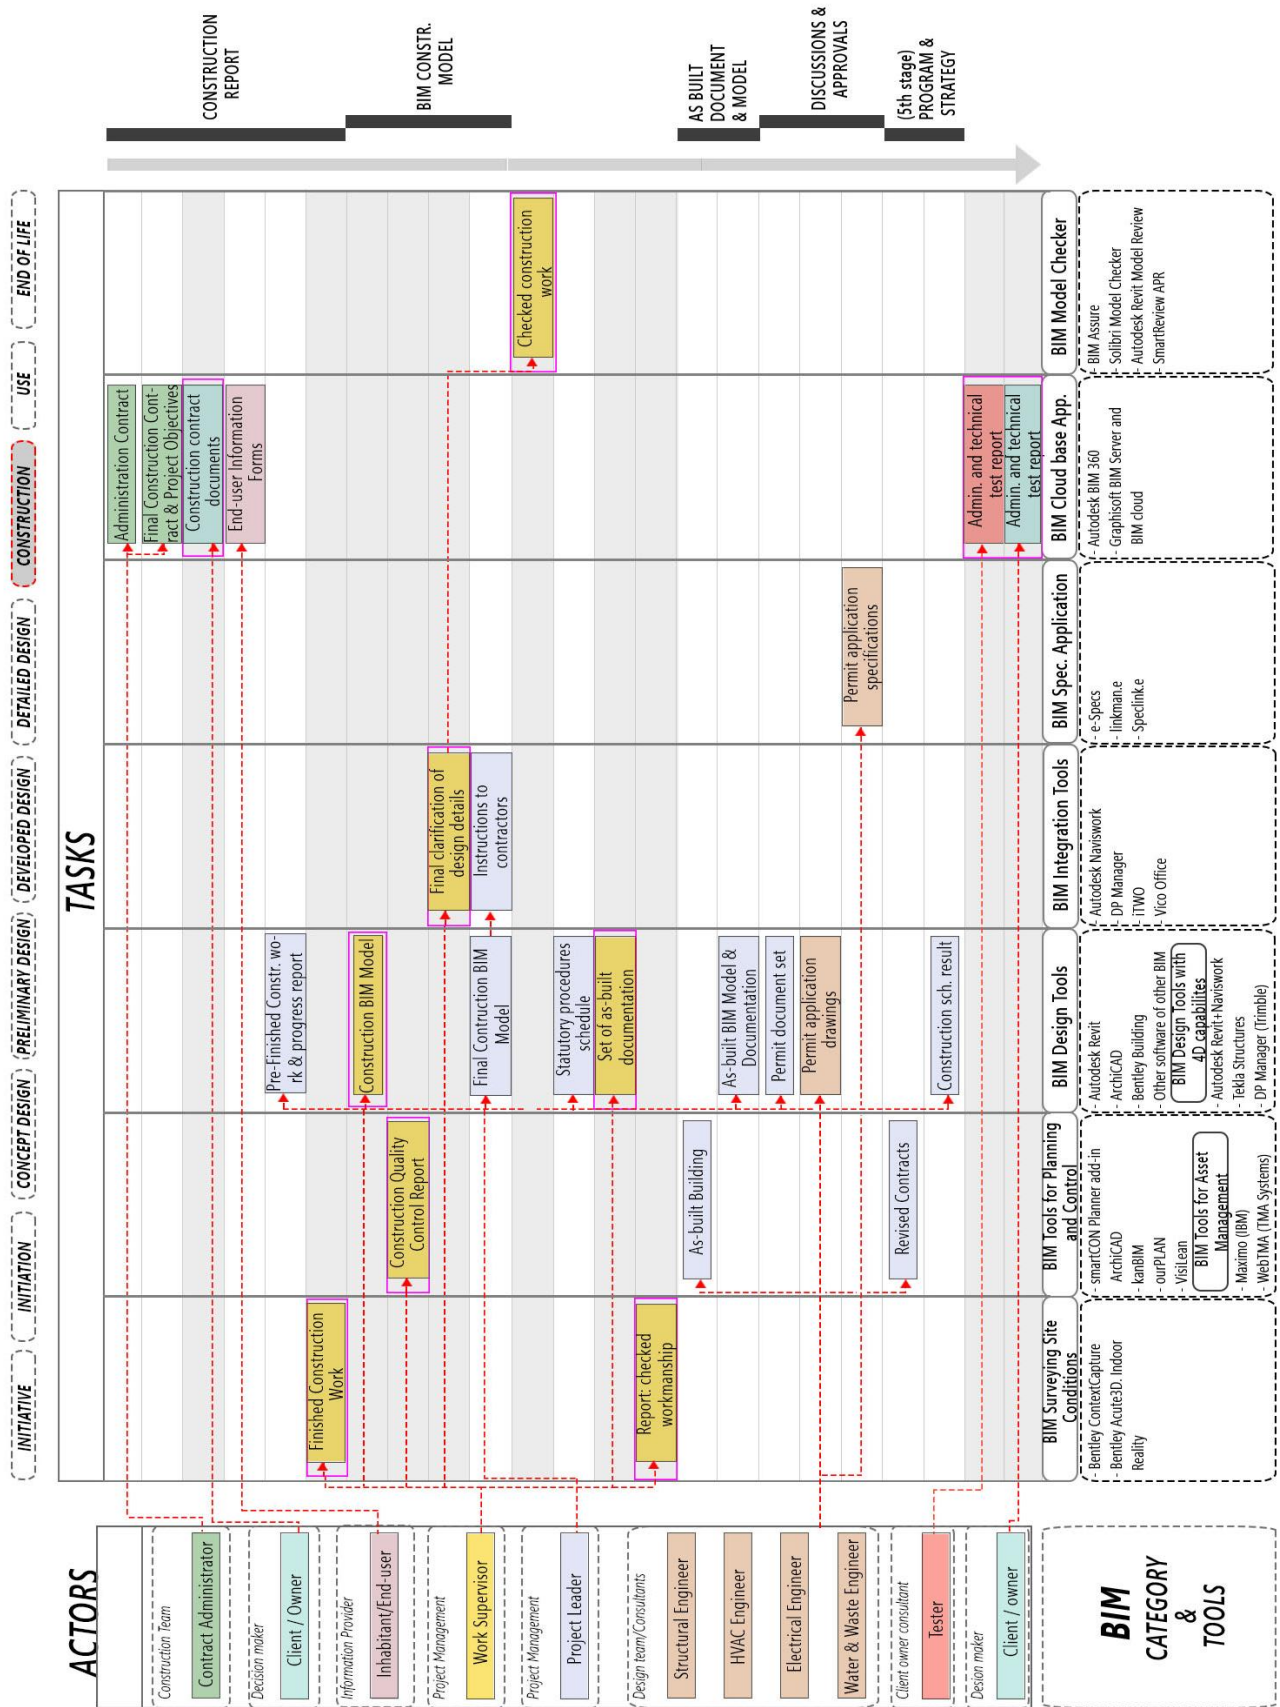 INITIATIVE
INITIATION
CONCEPT DESIGN
PRELIMINARY DESIGN
DEVELOPED DESIGN
DETAILED DESIGN
CONSTRUCTION
USE
END OF LIFE
ACTORS
TASKS
Construction Team
Contract Administrator
Decision maker
Client / Owner
Information Provider
Inhabitant/End-user
Project Management
Work Supervisor
Project Management
Project Leader
Design team/Consultants
Structural Engineer
HVAC Engineer
Electrical Engineer
Water & Waste Engineer
Client owner consultant
Tester
Desion maker
Client / owner
Administration Contract
Final Construction Cont-
ract & Project Objectives
Construction contract
documents
End-user Information
Forms
Pre-Finished Constr. wo-
rk & progress report
Finished Construction
Work
Construction BIM Model
Construction Quality
Control Report
Final clarification of
design details
Final Contruction BIM
Model
Instructions to
contractors
Checked construction
work
Statutory procedures
schedule
Set of as-built
documentation
Report: checked
workmanship
As-built Building
As-built BIM Model &
Documentation
Permit document set
Permit application
drawings
Permit application
specifications
Revised Contracts
Construction sch. result
Admin. and technical
test report
Admin. and technical
test report
CONSTRUCTION
REPORT
BIM CONSTR.
MODEL
AS BUILT
DOCUMENT
& MODEL
DISCUSSIONS &
APPROVALS
(5th stage)
PROGRAM &
STRATEGY
BIM
CATEGORY
&
TOOLS
BIM Surveying Site
Conditions
- Bentley ContextCapture
- Bentley Acute3D. Indoor
Reality
BIM Tools for Planning
and Control
- smartCON Planner add-in
ArchiCAD
- kanBIM
- ourPLAN
- VisiLean
BIM Tools for Asset
Management
- Maximo (IBM)
- WebTMA (TMA Systems)
BIM Design Tools
- Autodesk Revit
- ArchiCAD
- Bentley Building
- Other software of other BIM
BIM Design Tools with
4D capabilites
- Autodesk Revit+Naviswork
- Tekla Structures
- DP Manager (Trimble)
BIM Integration Tools
- Autodesk Naviswork
- DP Manager
- iTWO
- Vico Office
BIM Spec. Application
- e-Specs
- linkman.e
- Speclink.e
BIM Cloud base App.
- Autodesk BIM 360
- Graphisoft BIM Server and
BIM cloud
BIM Model Checker
- BIM Assure
- Solibri Model Checker
- Autodesk Revit Model Review
- SmartReview APR